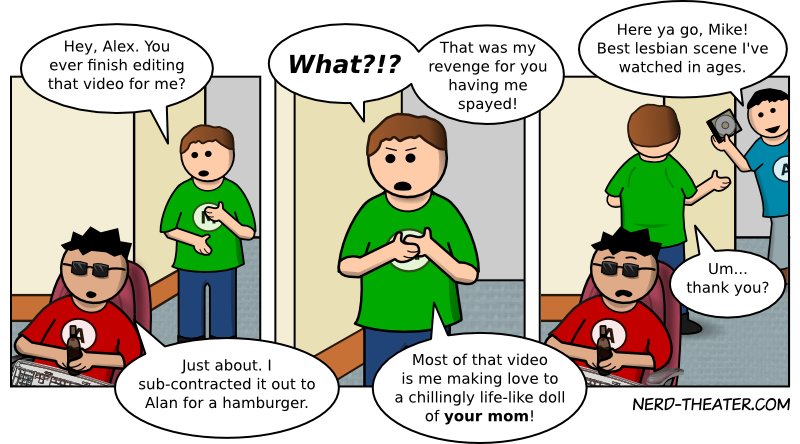 Hey, Alex. You
ever finish editing
that video for me?
M
A
Just about. I
sub-contracted it out to
Alan for a hamburger.
What?!?
That was my
revenge for you
having me
spayed!
Most of that video
is me making love to
a chillingly life-like doll
of your mom!
Here ya go, Mike!
Best lesbian scene I've
watched in ages.
A
Um...
thank you?
A
NERD-THEATER.COM